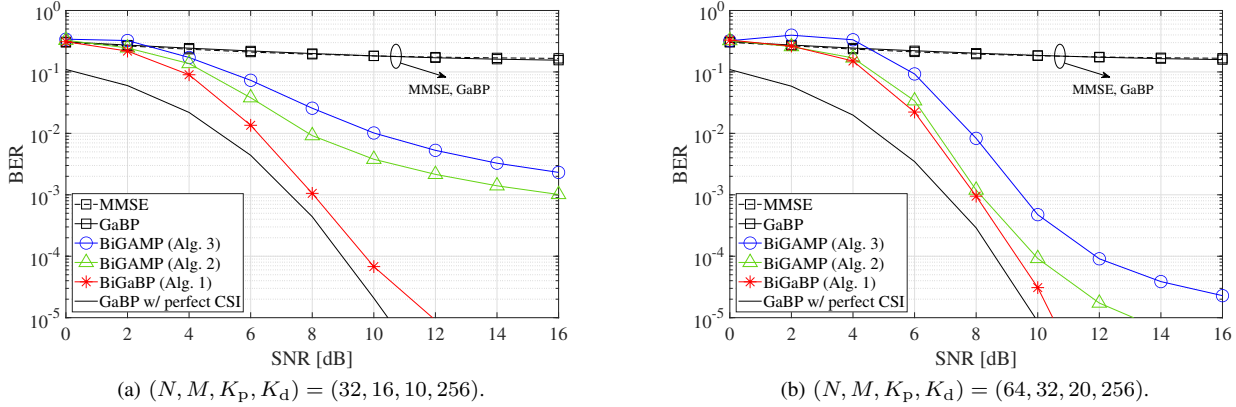 10^0
10^-1
10^-2
10^-3
10^-4
10^-5
BER
MMSE, GaBP
MMSE
GaBP
BiGAMP (Alg. 3)
BiGAMP (Alg. 2)
BiGaBP (Alg. 1)
GaBP w/ perfect CSI
0 2 4 6 8 10 12 14 16
SNR [dB]
(a) (N, M, K_p, K_d) = (32, 16, 10, 256).
10^0
10^-1
10^-2
10^-3
10^-4
10^-5
BER
MMSE, GaBP
MMSE
GaBP
BiGAMP (Alg. 3)
BiGAMP (Alg. 2)
BiGaBP (Alg. 1)
GaBP w/ perfect CSI
0 2 4 6 8 10 12 14 16
SNR [dB]
(b) (N, M, K_p, K_d) = (64, 32, 20, 256).